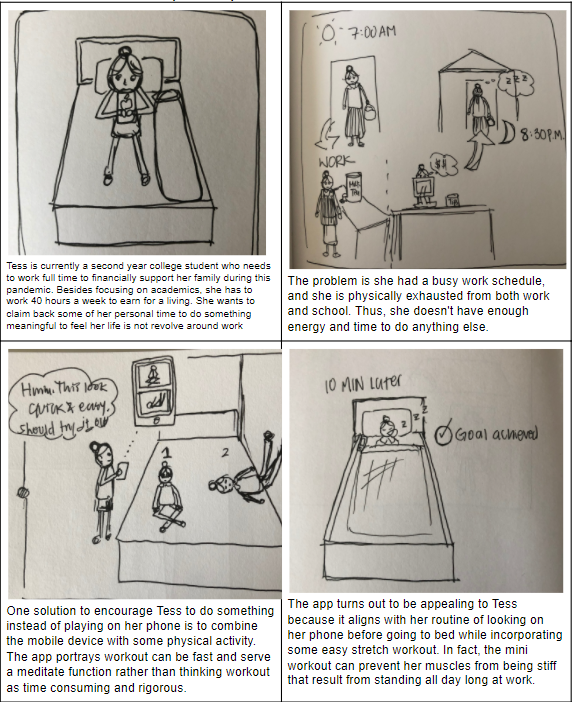 Tess is currently a second year college student who needs
to work full time to financially support her family during this
pandemic. Besides focusing on academics, she has to
work 40 hours a week to earn for a living. She wants to
claim back some of her personal time to do something
meaningful to feel her life is not revolve around work
7:00AM
zzz
8:30P.M.
WORK
$$
The problem is she had a busy work schedule,
and she is physically exhausted from both work
and school. Thus, she doesn't have enough
energy and time to do anything else.
Hmm. This look
quick & easy.
should try it out
1
2
One solution to encourage Tess to do something
instead of playing on her phone is to combine
the mobile device with some physical activity.
The app portrays workout can be fast and serve
a meditate function rather than thinking workout
as time consuming and rigorous.
10 MIN LATER
z z z
Goal achieved
The app turns out to be appealing to Tess
because it aligns with her routine of looking on
her phone before going to bed while incorporating
some easy stretch workout. In fact, the mini
workout can prevent her muscles from being stiff
that result from standing all day long at work.